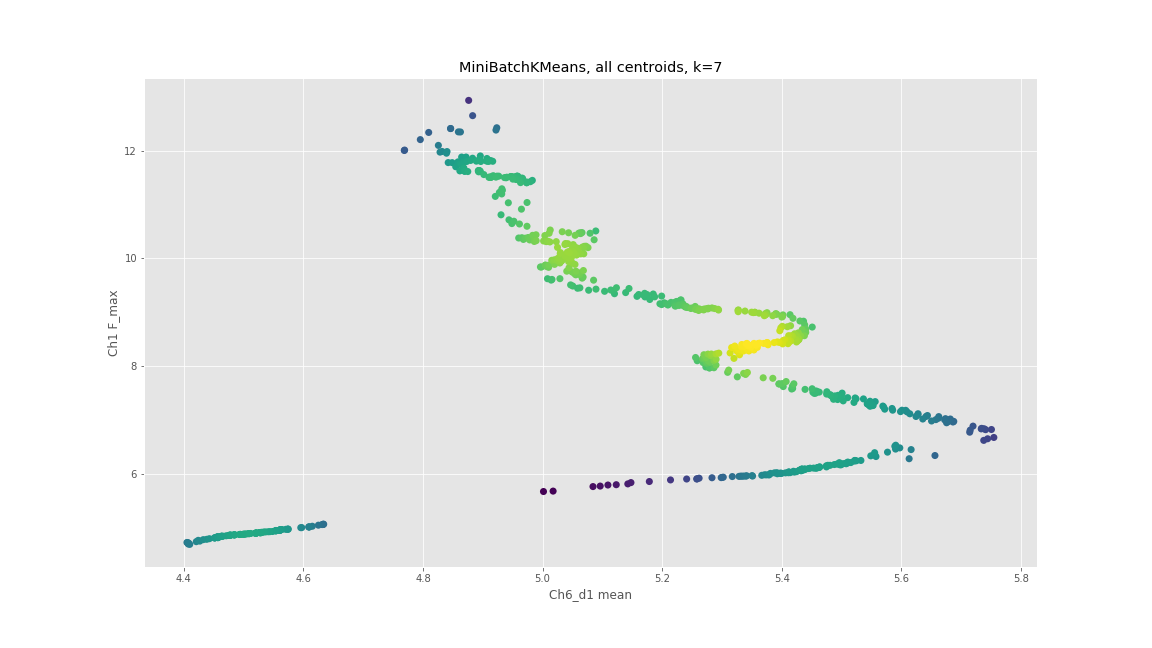 MiniBatchKMeans, all centroids, k=7
12
10
8
6
Ch1 F_max
4.4 4.6 4.8 5.0 5.2 5.4 5.6 5.8
Ch6_d1 mean